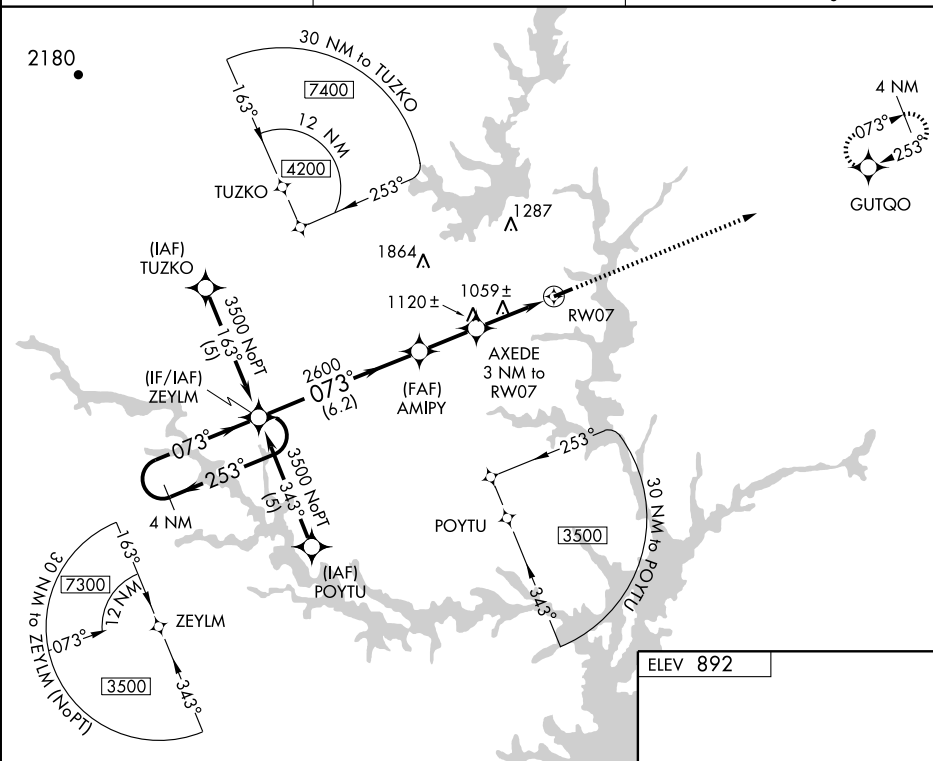 2180
30 NM to TUZKO
7400
163°
12 NM
4200
TUZKO
253°
4 NM
073°
253°
GUTQO
1287
1864
(IAF)
TUZKO
3500 NoPT
163°
(5)
1120 ±
1059 ±
RW07
AXEDE
3 NM to
RW07
(IF/IAF)
ZEYLM
2600
073°
(6.2)
(FAF)
AMIPY
073°
253°
4 NM
3500 NoPT
343°
(5)
(IAF)
POYTU
253°
POYTU
3500
30 NM to POYTU
343°
163°
7300
12 NM
073°
ZEYLM
3500
343°
30 NM to ZEYLM (NoPT)
ELEV 892